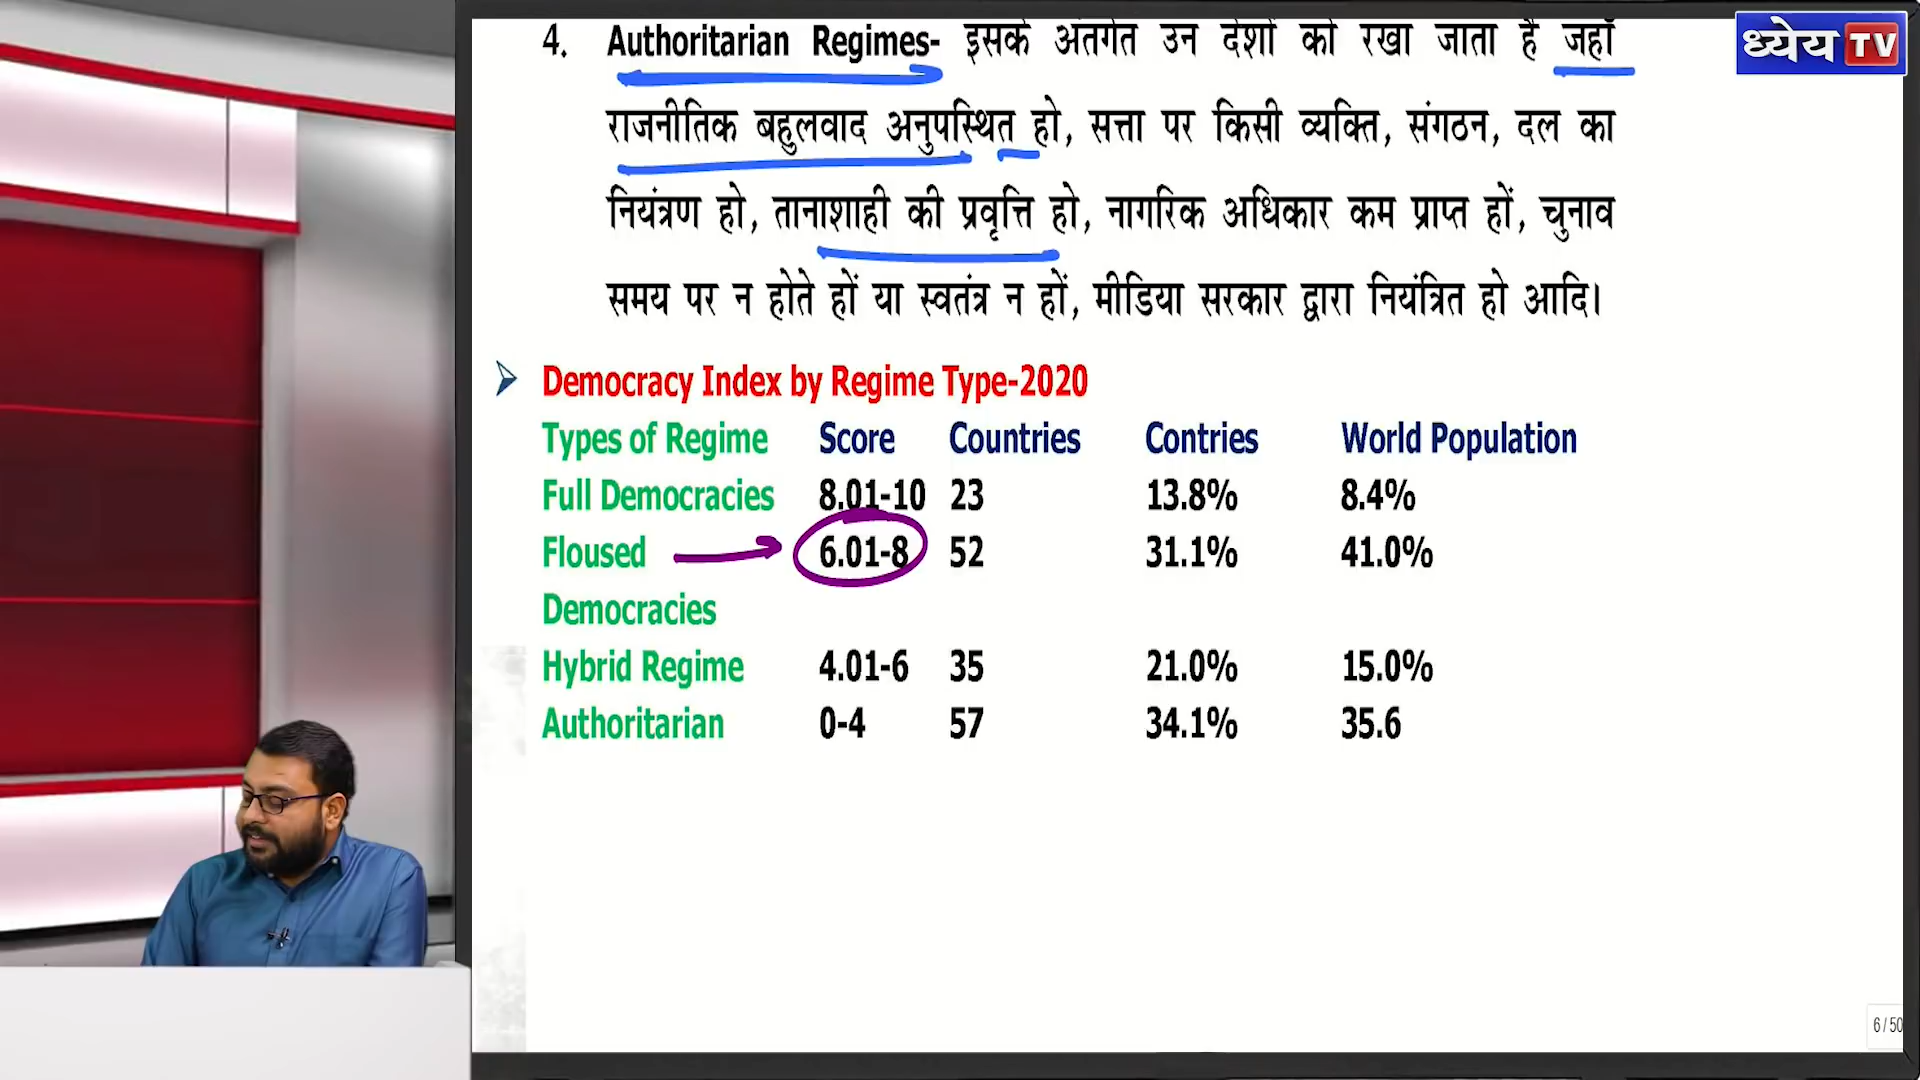 4. Authoritarian Regimes- इसके अंतर्गत उन देशों को रखा जाता है जहाँ
राजनीतिक बहुलवाद अनुपस्थित हो, सत्ता पर किसी व्यक्ति, संगठन, दल का
नियंत्रण हो, तानाशाही की प्रवृत्ति हो, नागरिक अधिकार कम प्राप्त हों, चुनाव
समय पर न होते हों या स्वतंत्र न हों, मीडिया सरकार द्वारा नियंत्रित हो आदि।
Democracy Index by Regime Type-2020
Types of Regime Score Countries Contries World Population
Full Democracies 8.01-10 23 13.8% 8.4%
Floused 6.01-8 52 31.1% 41.0%
Democracies
Hybrid Regime 4.01-6 35 21.0% 15.0%
Authoritarian 0-4 57 34.1% 35.6
ध्येय TV
6 / 50